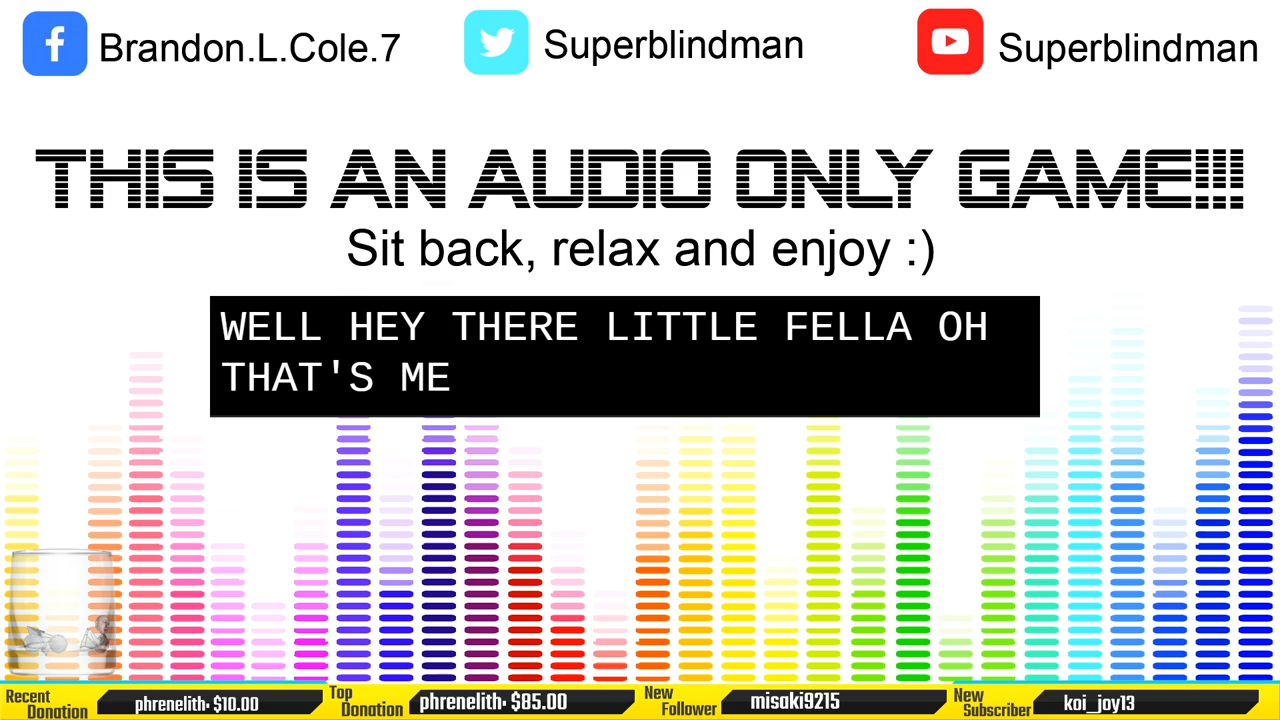 Brandon.L.Cole.7 Superblindman Superblindman
THIS IS AN AUDIO ONLY GAME!!!
Sit back, relax and enjoy :)
WELL HEY THERE LITTLE FELLA OH
THAT'S ME
Recent Donation phrenelith: $10.00 Top Donation phrenelith: $85.00 New Follower misaki9215 New Subscriber koi_joy13